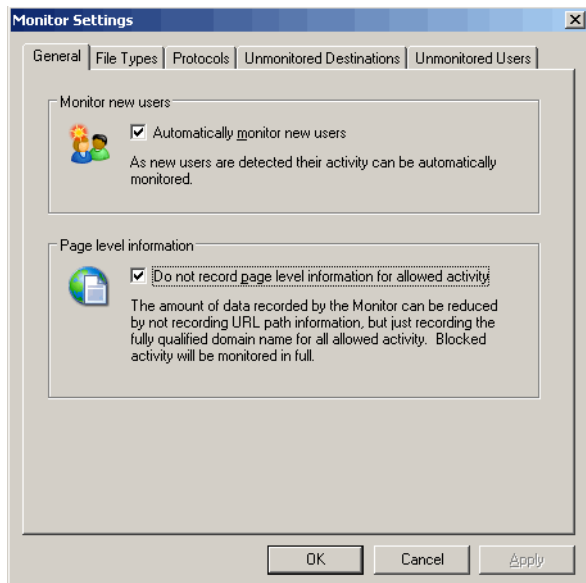 Monitor Settings
General File Types Protocols Unmonitored Destinations Unmonitored Users
Monitor new users
Automatically monitor new users
As new users are detected their activity can be automatically
monitored.
Page level information
Do not record page level information for allowed activity
The amount of data recorded by the Monitor can be reduced
by not recording URL path information, but just recording the
fully qualified domain name for all allowed activity. Blocked
activity will be monitored in full.
OK Cancel Apply